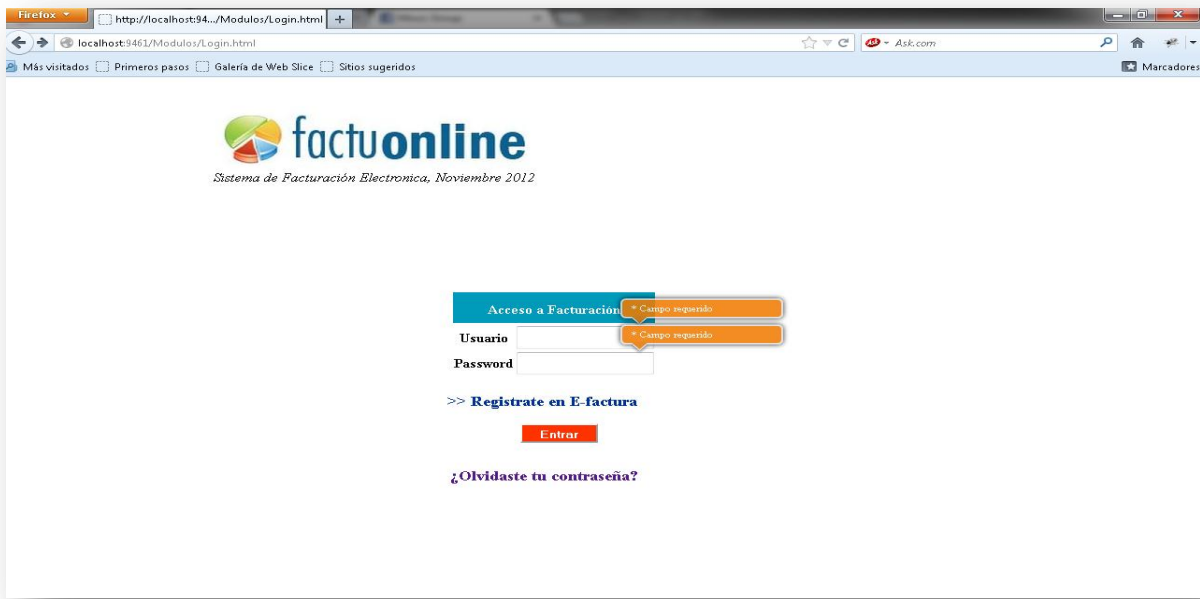 Firefox
http://localhost:94.../Modulos/Login.html
localhost:9461/Modulos/Login.html
Ask.com
Más visitados Primeros pasos Galería de Web Slice Sitios sugeridos Marcadores
factuonline
Sistema de Facturación Electronica, Noviembre 2012
Acceso a Facturación
* Campo requerido
Usuario
* Campo requerido
Password
>> Registrate en E-factura
Entrar
¿Olvidaste tu contraseña?